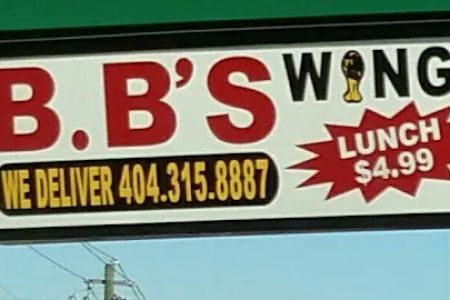 B.B'S WING
LUNCH
$4.99
WE DELIVER 404.315.8887